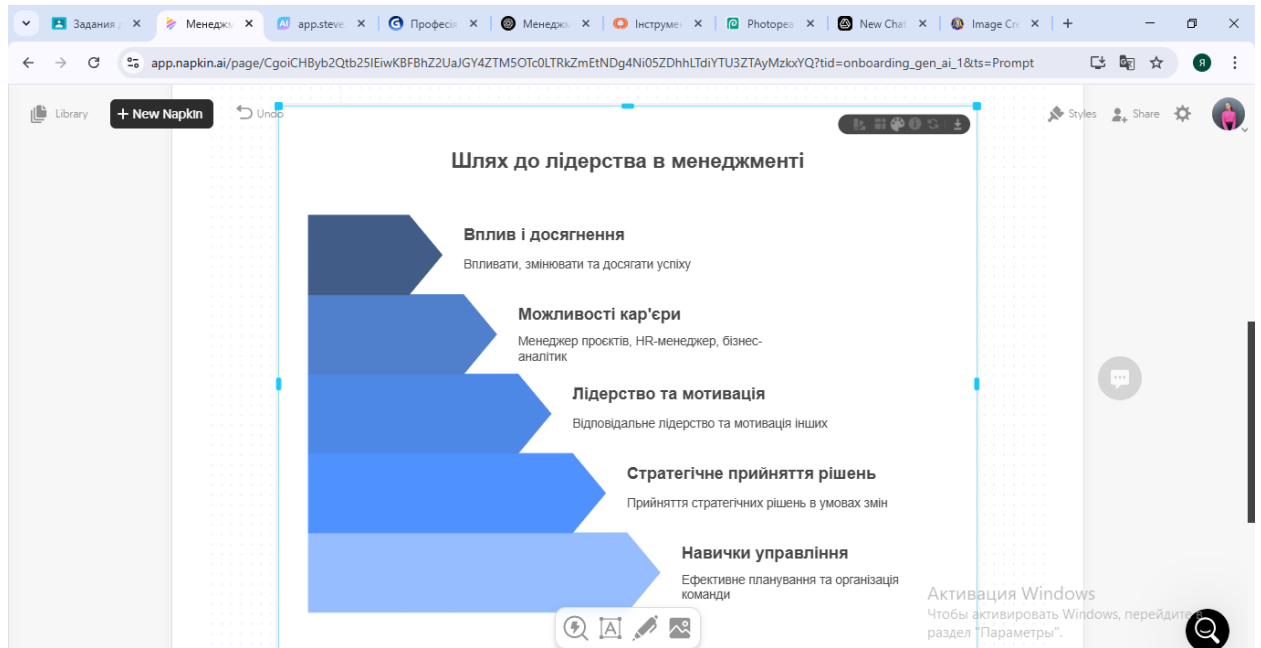 Задания д
Менеджм
app.steve.
Професія
Менеджм
Інструмен
Photopea
New Chat
Image Cre
app.napkin.ai/page/CgoiCHByb2Qtb25lEiwKBFBhZ2UaJGY4ZTM5OTc0LTRkZmEtNDg4Ni05ZDhhLTdiYTU3ZTAyMzkxYQ?tid=onboarding_gen_ai_1&ts=Prompt
Я
Library
+ New Napkin
Undo
Styles
Share
Шлях до лідерства в менеджменті
Вплив і досягнення
Впливати, змінювати та досягати успіху
Можливості кар'єри
Менеджер проєктів, HR-менеджер, бізнес-
аналітик
Лідерство та мотивація
Відповідальне лідерство та мотивація інших
Стратегічне прийняття рішень
Прийняття стратегічних рішень в умовах змін
Навички управління
Ефективне планування та організація
команди
Активация Windows
Чтобы активировать Windows, перейдите в
раздел "Параметры".